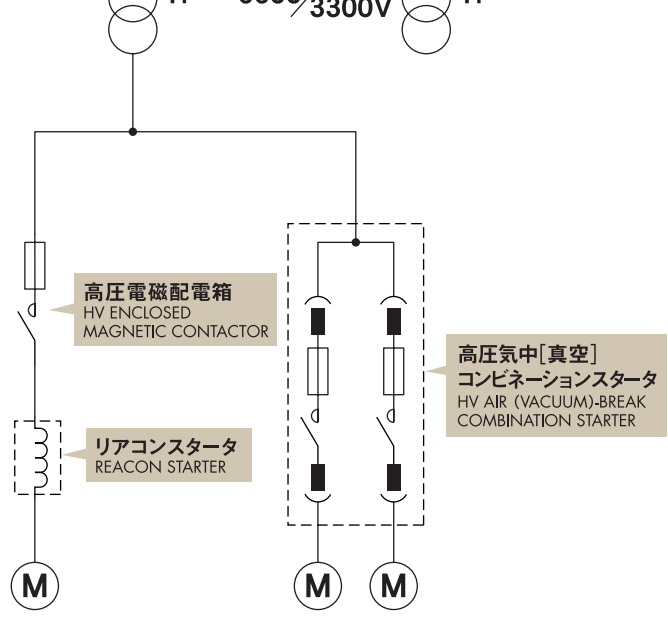 3300V
高圧電磁配電箱
HV ENCLOSED
MAGNETIC CONTACTOR
高圧気中[真空]
コンビネーションスタータ
HV AIR (VACUUM)-BREAK
COMBINATION STARTER
リアコンスタータ
REACON STARTER
M
M
M